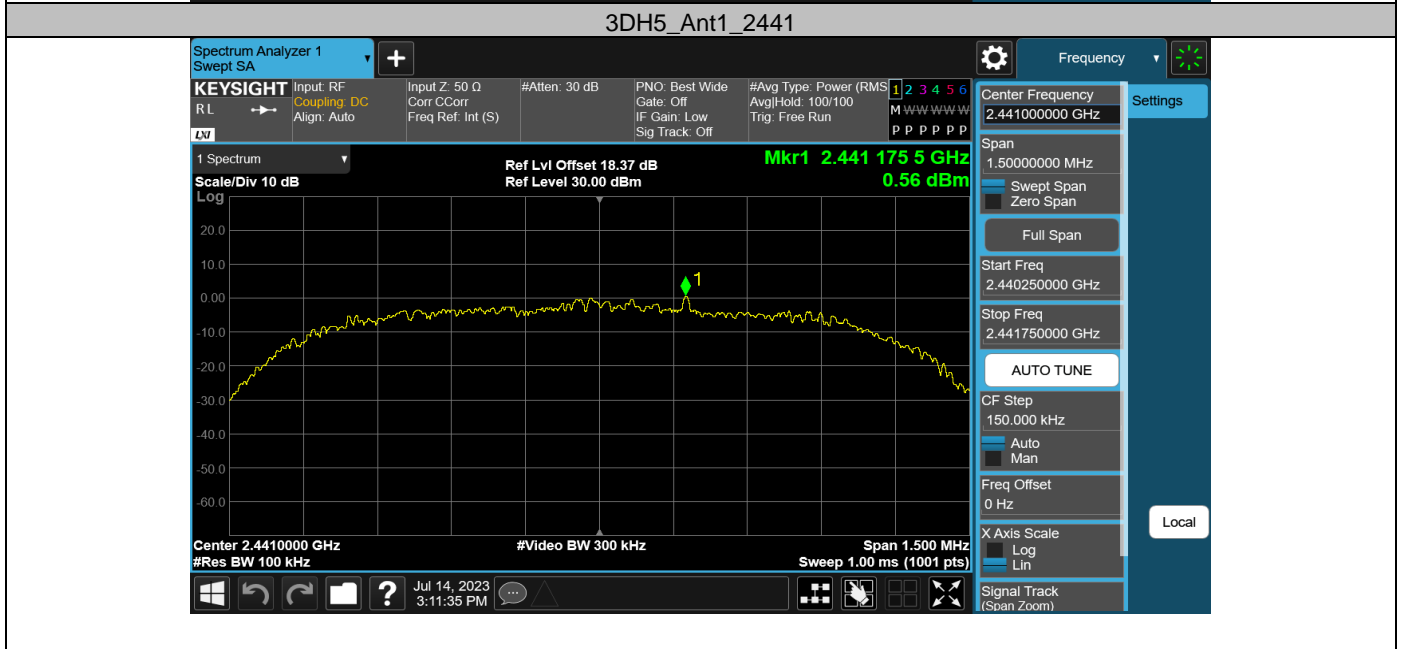 3DH5_Ant1_2441
Spectrum Analyzer 1
Swept SA
Frequency
KEYSIGHT
RL
LXI
Input: RF
Coupling: DC
Align: Auto
Input Z: 50 Ω
Corr CCorr
Freq Ref: Int (S)
#Atten: 30 dB
PNO: Best Wide
Gate: Off
IF Gain: Low
Sig Track: Off
#Avg Type: Power (RMS
Avg|Hold: 100/100
Trig: Free Run
1 2 3 4 5 6
M W W W W W
P P P P P P
1 Spectrum
Scale/Div 10 dB
Log
Ref Lvl Offset 18.37 dB
Ref Level 30.00 dBm
Mkr1 2.441 175 5 GHz
0.56 dBm
20.0
10.0
0.00
-10.0
-20.0
-30.0
-40.0
-50.0
-60.0
1
Center 2.4410000 GHz
#Res BW 100 kHz
#Video BW 300 kHz
Span 1.500 MHz
Sweep 1.00 ms (1001 pts)
Center Frequency
2.441000000 GHz
Span
1.50000000 MHz
Swept Span
Zero Span
Full Span
Start Freq
2.440250000 GHz
Stop Freq
2.441750000 GHz
AUTO TUNE
CF Step
150.000 kHz
Auto
Man
Freq Offset
0 Hz
X Axis Scale
Log
Lin
Signal Track
(Span Zoom)
Settings
Local
Jul 14, 2023
3:11:35 PM